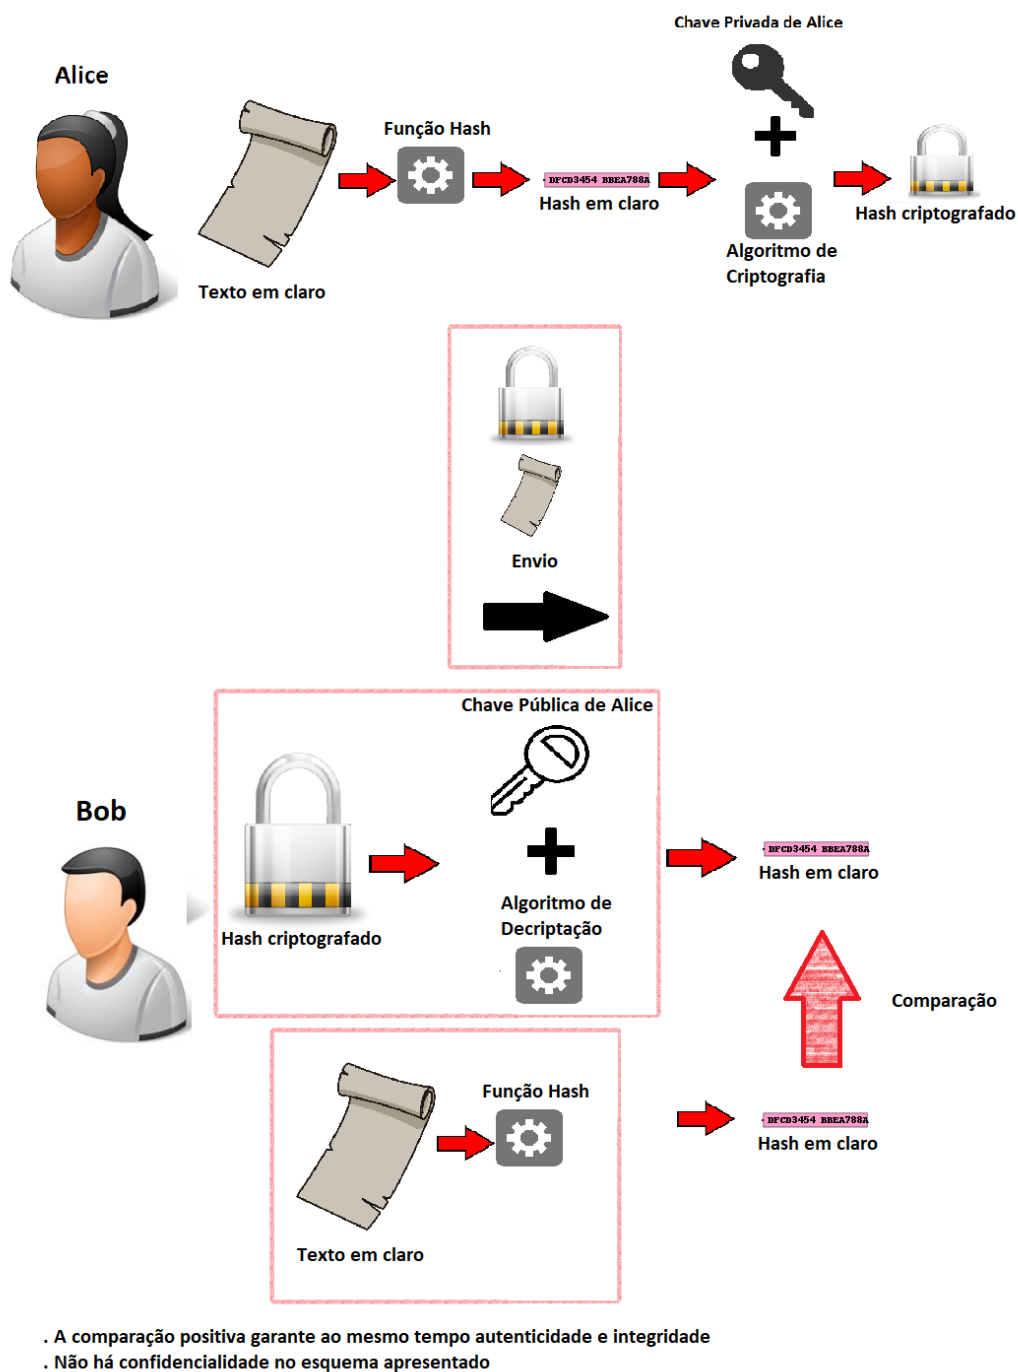 Chave Privada de Alice
Alice
Função Hash
DFCD3454 BBEA788A
Hash em claro
Hash criptografado
Algoritmo de
Criptografia
Texto em claro
Envio
Chave Pública de Alice
Bob
DFCD3454 BBEA788A
Hash em claro
Algoritmo de
Decriptação
Hash criptografado
Comparação
Função Hash
DFCD3454 BBEA788A
Hash em claro
Texto em claro
. A comparação positiva garante ao mesmo tempo autenticidade e integridade
. Não há confidencialidade no esquema apresentado